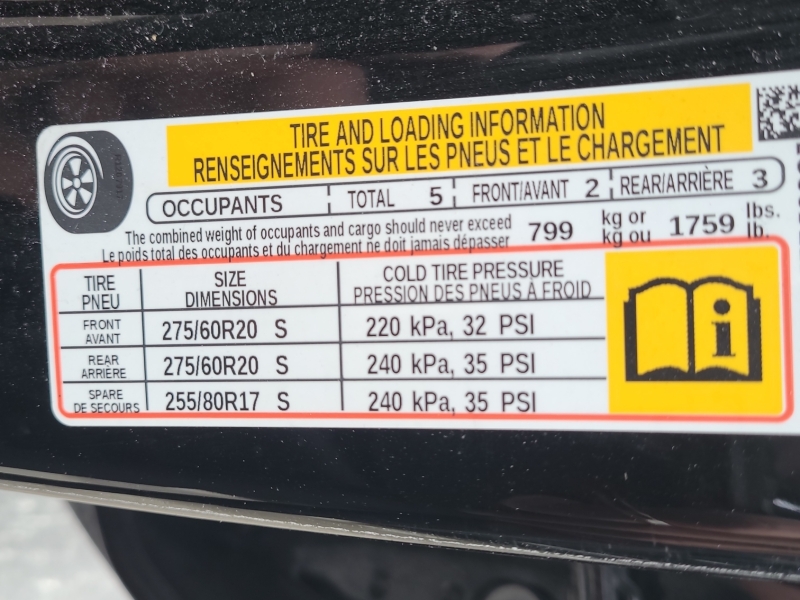 TIRE AND LOADING INFORMATION
RENSEIGNEMENTS SUR LES PNEUS ET LE CHARGEMENT
OCCUPANTS TOTAL 5 FRONT/AVANT 2 REAR/ARRIÈRE 3
The combined weight of occupants and cargo should never exceed 799 kg or 1759 lbs.
Le poids total des occupants et du chargement ne doit jamais dépasser kg ou lb.
TIRE SIZE COLD TIRE PRESSURE
PNEU DIMENSIONS PRESSION DES PNEUS À FROID
FRONT
AVANT 275/60R20 S 220 kPa, 32 PSI
REAR
ARRIÈRE 275/60R20 S 240 kPa, 35 PSI
SPARE
DE SECOURS 255/80R17 S 240 kPa, 35 PSI